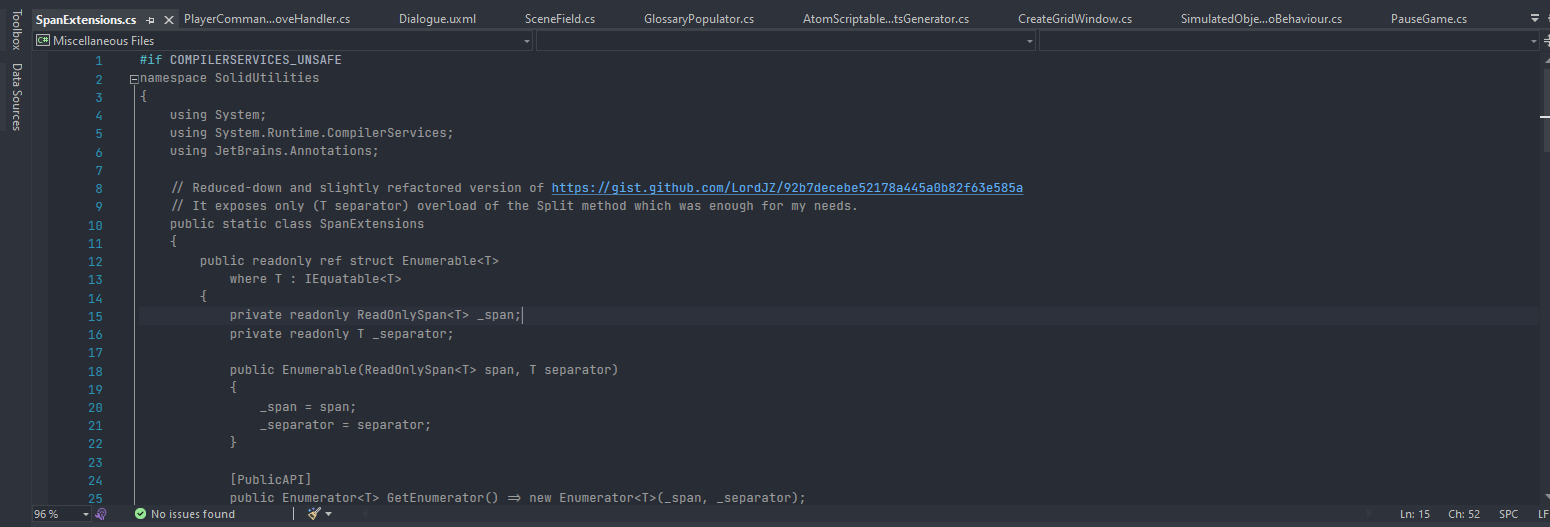 Toolbox
Data Sources
SpanExtensions.cs
PlayerComman...oveHandler.cs
Dialogue.uxml
SceneField.cs
GlossaryPopulator.cs
AtomScriptable...tsGenerator.cs
CreateGridWindow.cs
SimulatedObje...oBehaviour.cs
PauseGame.cs
C# Miscellaneous Files
1 #if COMPILERSERVICES_UNSAFE
2 namespace SolidUtilities
3 {
4 using System;
5 using System.Runtime.CompilerServices;
6 using JetBrains.Annotations;
7
8 // Reduced-down and slightly refactored version of https://gist.github.com/LordJZ/92b7decebe52178a445a0b82f63e585a
9 // It exposes only (T separator) overload of the Split method which was enough for my needs.
10 public static class SpanExtensions
11 {
12 public readonly ref struct Enumerable<T>
13 where T : IEquatable<T>
14 {
15 private readonly ReadOnlySpan<T> _span;
16 private readonly T _separator;
17
18 public Enumerable(ReadOnlySpan<T> span, T separator)
19 {
20 _span = span;
21 _separator = separator;
22 }
23
24 [PublicAPI]
25 public Enumerator<T> GetEnumerator() => new Enumerator<T>(_span, _separator);
96 % No issues found Ln: 15 Ch: 52 SPC LF